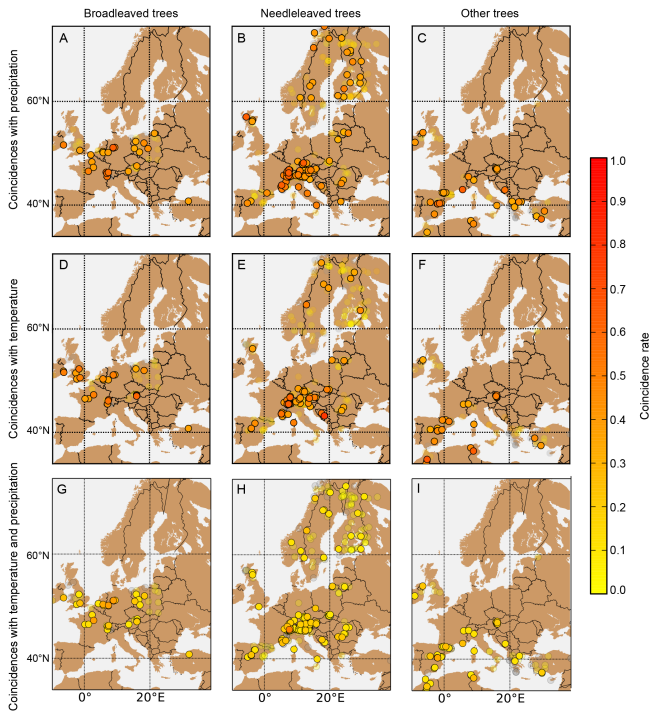 Broadleaved trees Needleleaved trees Other trees
Coincidences with precipitation
A B C
60°N
40°N
Coincidences with temperature
D E F
60°N
40°N
Coincidences with temperature and precipitation
G H I
60°N
40°N
0° 20°E 0° 20°E 0° 20°E
1.0
0.9
0.8
0.7
0.6
0.5
0.4
0.3
0.2
0.1
0.0
Coincidence rate